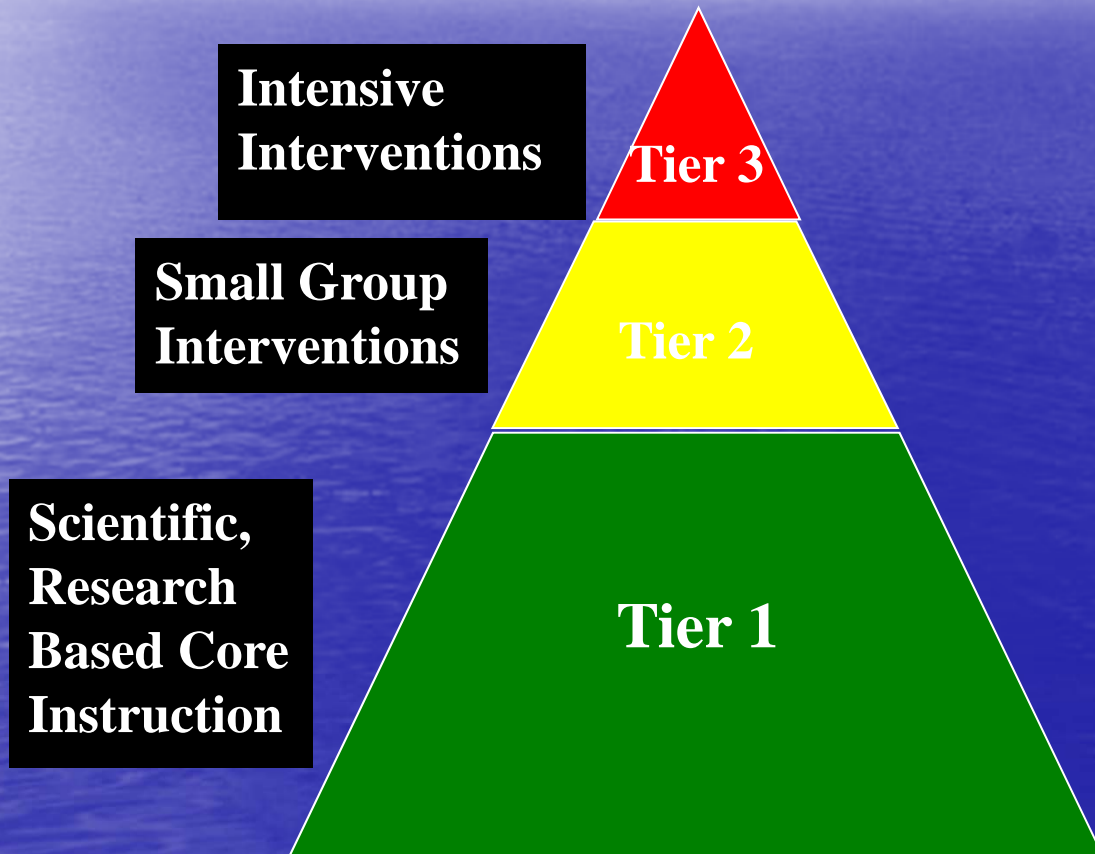 Intensive
Interventions
Tier 3
Small Group
Interventions
Tier 2
Scientific,
Research
Based Core
Instruction
Tier 1